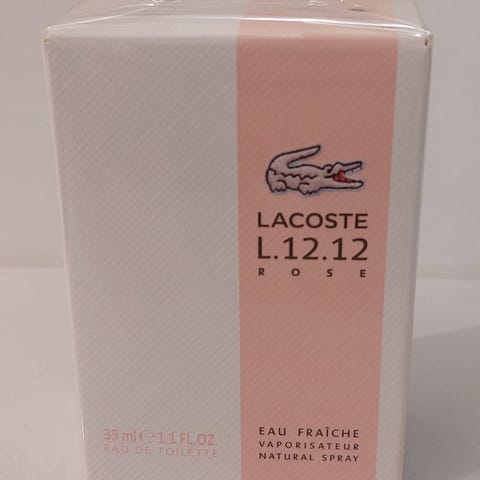 LACOSTE
L.12.12
ROSE
35 ml ℮ 1.1 FL.OZ.
EAU DE TOILETTE
EAU FRAÎCHE
VAPORISATEUR
NATURAL SPRAY